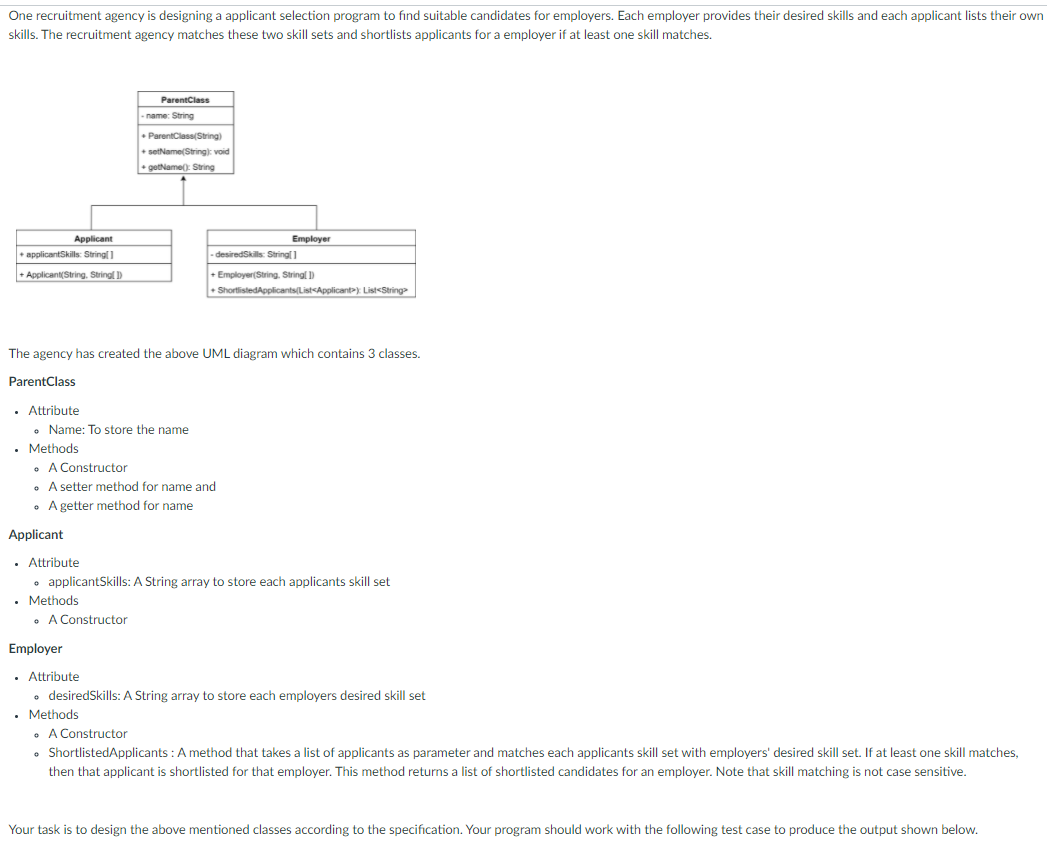 One recruitment agency is designing a applicant selection program to find suitable candidates for employers. Each employer provides their desired skills and each applicant lists their own
skills. The recruitment agency matches these two skill sets and shortlists applicants for a employer if at least one skill matches.
ParentClass
- name: String
+ ParentClass(String)
+ setName(String): void
+ getName(): String
Applicant
+ applicantSkills: String[ ]
+ Applicant(String, String[ ])
Employer
- desiredSkills: String[ ]
+ Employer(String, String[ ])
+ ShortlistedApplicants(List<Applicant>): List<String>
The agency has created the above UML diagram which contains 3 classes.
ParentClass
• Attribute
∘ Name: To store the name
• Methods
∘ A Constructor
∘ A setter method for name and
∘ A getter method for name
Applicant
• Attribute
∘ applicantSkills: A String array to store each applicants skill set
• Methods
∘ A Constructor
Employer
• Attribute
∘ desiredSkills: A String array to store each employers desired skill set
• Methods
∘ A Constructor
∘ ShortlistedApplicants : A method that takes a list of applicants as parameter and matches each applicants skill set with employers' desired skill set. If at least one skill matches,
then that applicant is shortlisted for that employer. This method returns a list of shortlisted candidates for an employer. Note that skill matching is not case sensitive.
Your task is to design the above mentioned classes according to the specification. Your program should work with the following test case to produce the output shown below.